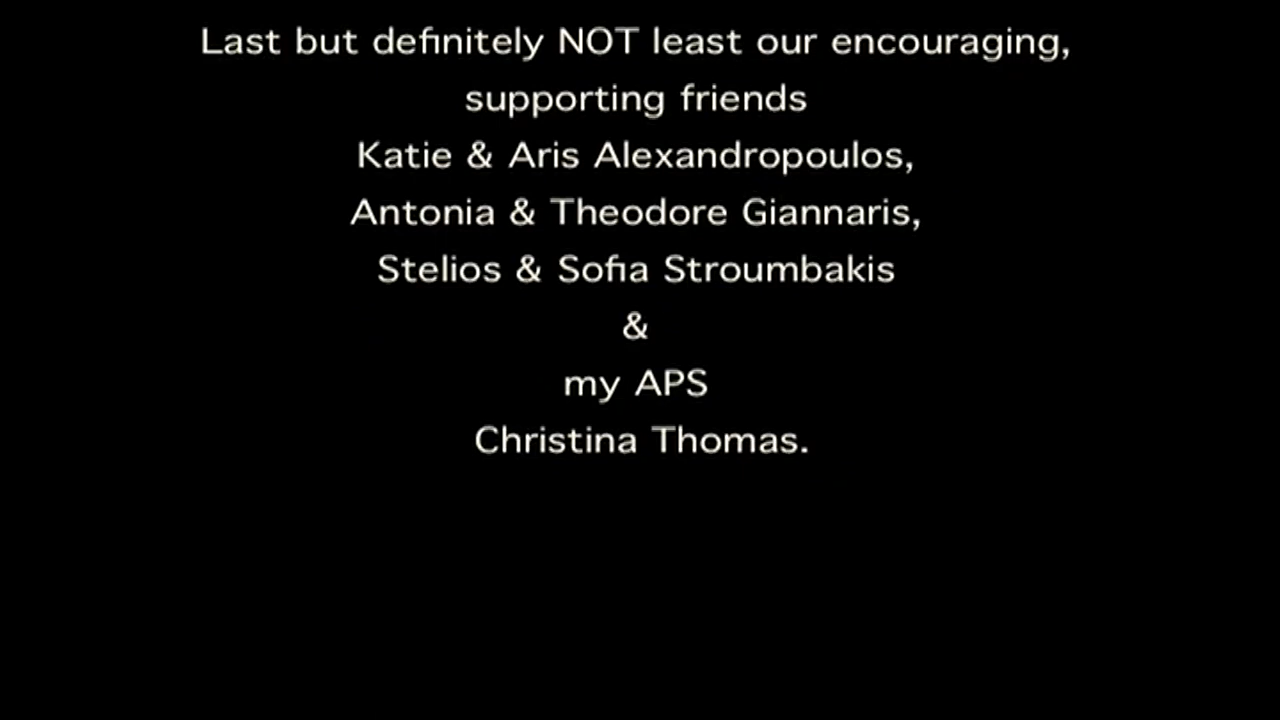 Last but definitely NOT least our encouraging,
supporting friends
Katie & Aris Alexandropoulos,
Antonia & Theodore Giannaris,
Stelios & Sofia Stroumbakis
&
my APS
Christina Thomas.